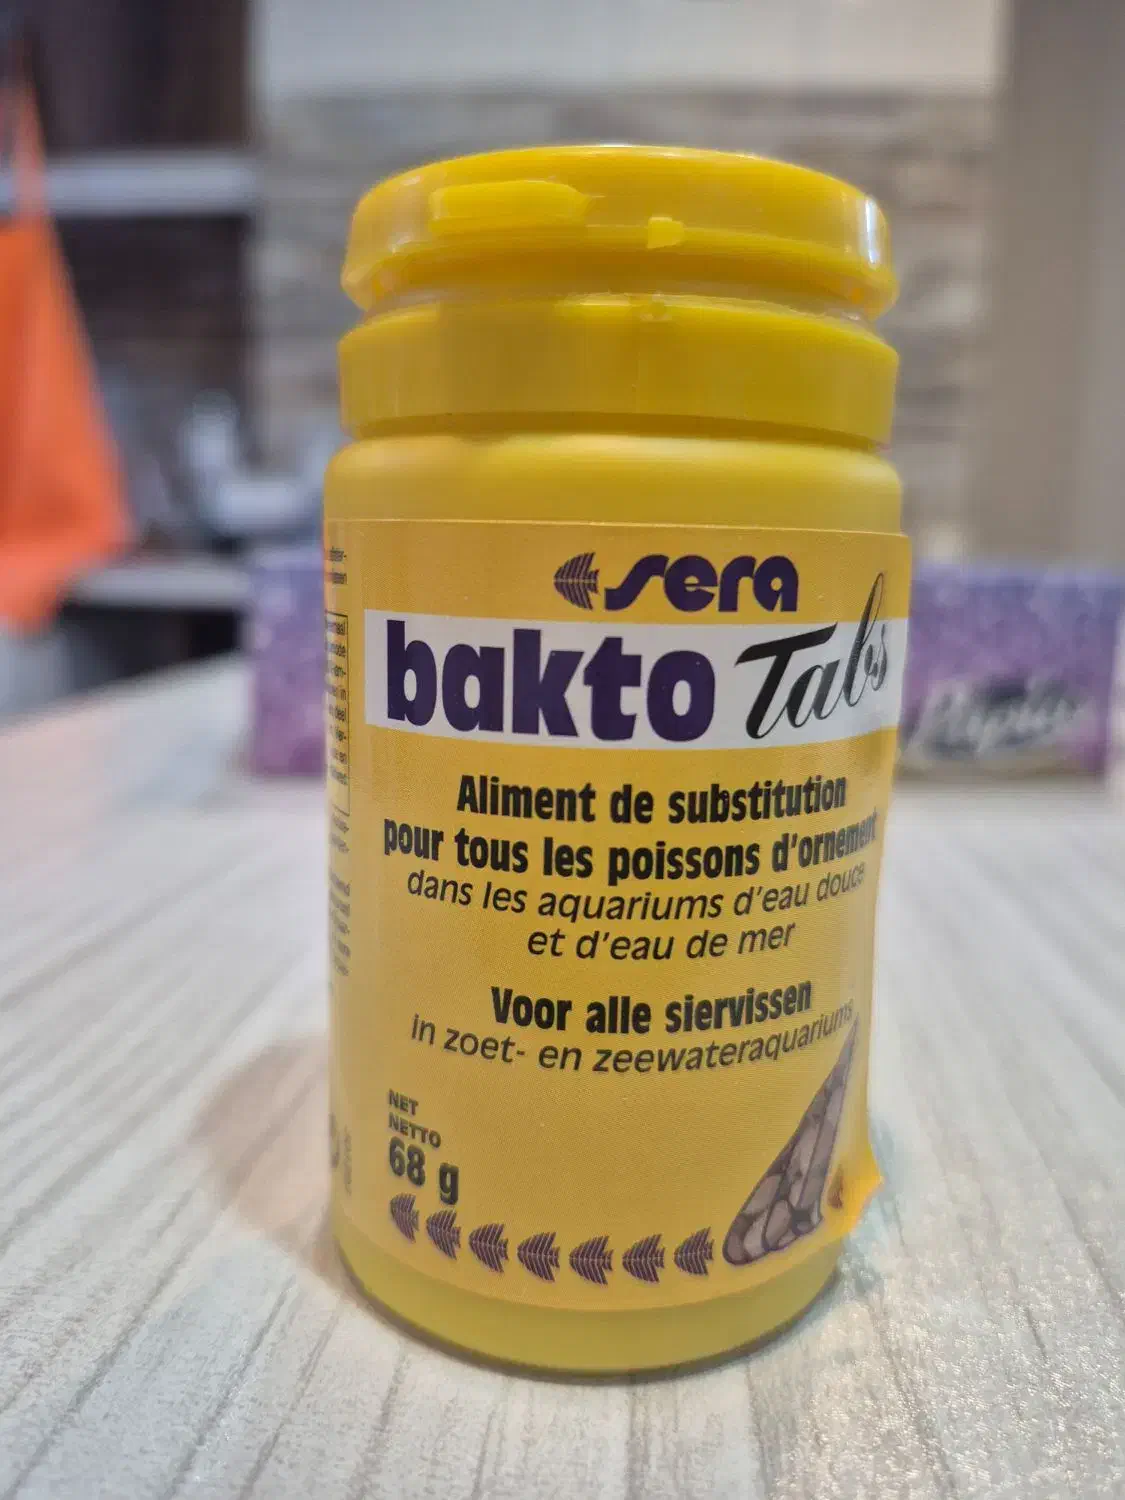 sera
bakto Tabs
Aliment de substitution
pour tous les poissons d'ornement
dans les aquariums d'eau douce
et d'eau de mer
Voor alle siervissen
in zoet- en zeewateraquariums
NET
NETTO
68 g